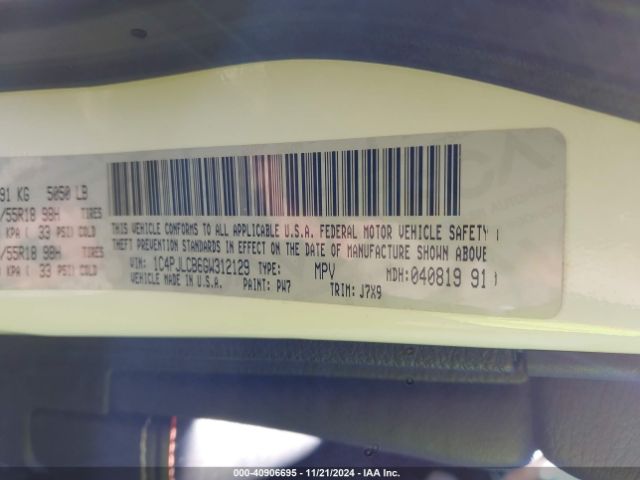 91 KG 5050 LB
/55R18 98H TIRES
KPA ( 33 PSI) COLD
/55R18 98H TIRES
KPA ( 33 PSI) COLD
THIS VEHICLE CONFORMS TO ALL APPLICABLE U.S.A. FEDERAL MOTOR VEHICLE SAFETY,
THEFT PREVENTION STANDARDS IN EFFECT ON THE DATE OF MANUFACTURE SHOWN ABOVE
VIN: 1C4PJLCB6GW312129 TYPE: MPV MDH:040819 91
VEHICLE MADE IN U.S.A. PAINT: PW7 TRIM: J7X9
000-40906695 - 11/21/2024 - IAA Inc.